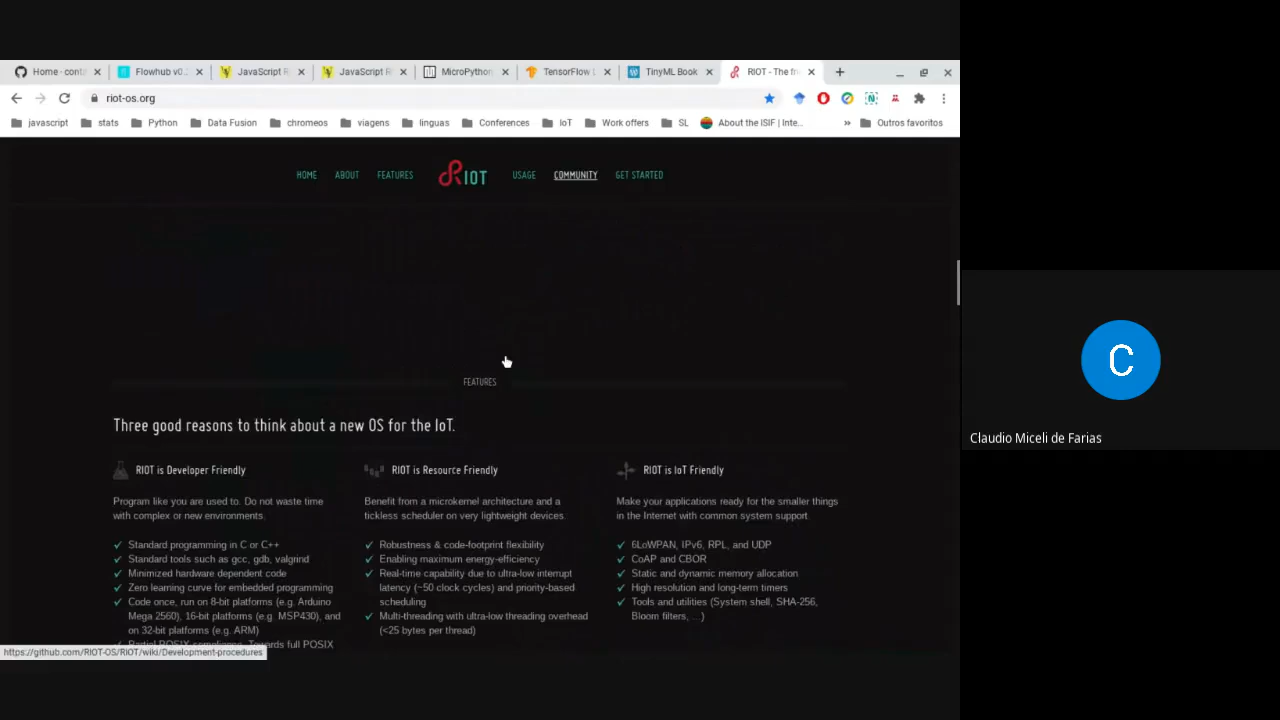 Home - conta
Flowhub v0.
JavaScript R
JavaScript R
MicroPython
TensorFlow L
TinyML Book
RIOT - The fri
riot-os.org
javascript
stats
Python
Data Fusion
chromeos
viagens
linguas
Conferences
IoT
Work offers
SL
About the ISIF | Inte...
»
Outros favoritos
HOME
ABOUT
FEATURES
RIOT
USAGE
COMMUNITY
GET STARTED
FEATURES
Three good reasons to think about a new OS for the IoT.
RIOT is Developer Friendly
Program like you are used to. Do not waste time
with complex or new environments.
Standard programming in C or C++
Standard tools such as gcc, gdb, valgrind
Minimized hardware dependent code
Zero learning curve for embedded programming
Code once, run on 8-bit platforms (e.g. Arduino
Mega 2560), 16-bit platforms (e.g. MSP430), and
on 32-bit platforms (e.g. ARM)
Partial POSIX compliance. Towards full POSIX
RIOT is Resource Friendly
Benefit from a microkernel architecture and a
tickless scheduler on very lightweight devices.
Robustness & code-footprint flexibility
Enabling maximum energy-efficiency
Real-time capability due to ultra-low interrupt
latency (~50 clock cycles) and priority-based
scheduling
Multi-threading with ultra-low threading overhead
(<25 bytes per thread)
RIOT is IoT Friendly
Make your applications ready for the smaller things
in the Internet with common system support.
6LoWPAN, IPv6, RPL, and UDP
CoAP and CBOR
Static and dynamic memory allocation
High resolution and long-term timers
Tools and utilities (System shell, SHA-256,
Bloom filters, ...)
https://github.com/RIOT-OS/RIOT/wiki/Development-procedures
C
Claudio Miceli de Farias